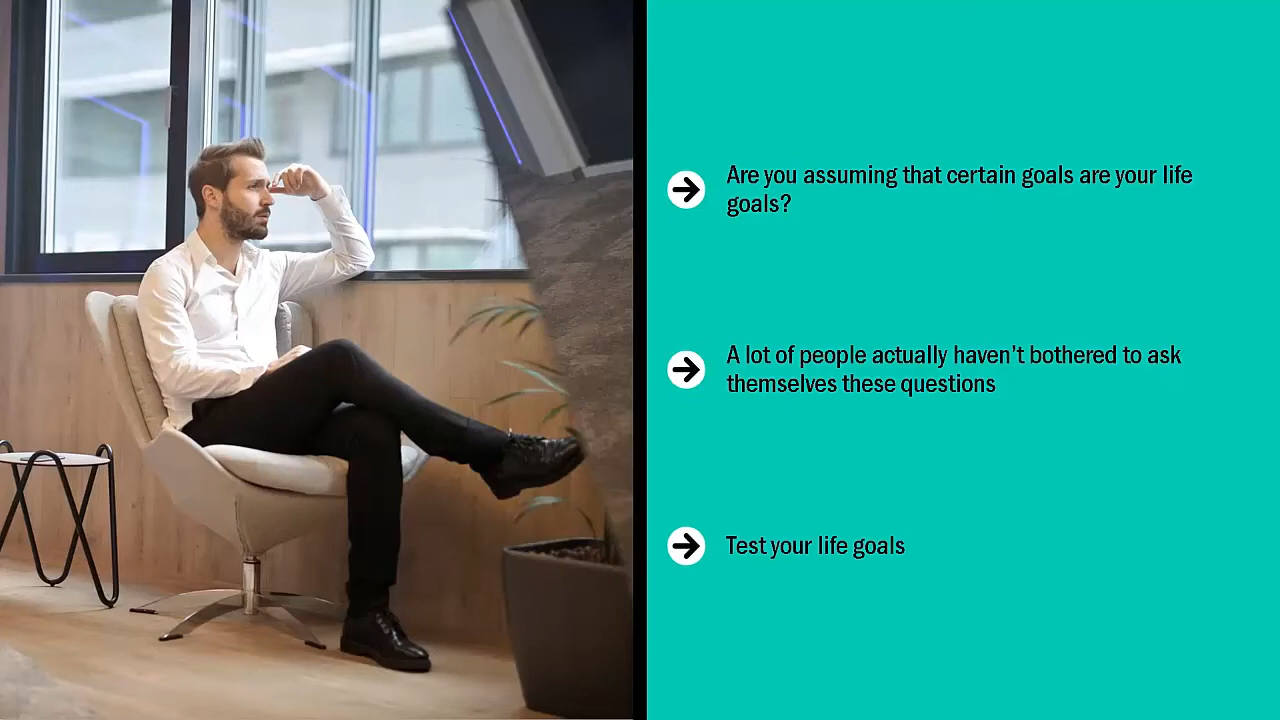 Are you assuming that certain goals are your life
goals?
A lot of people actually haven't bothered to ask
themselves these questions
Test your life goals